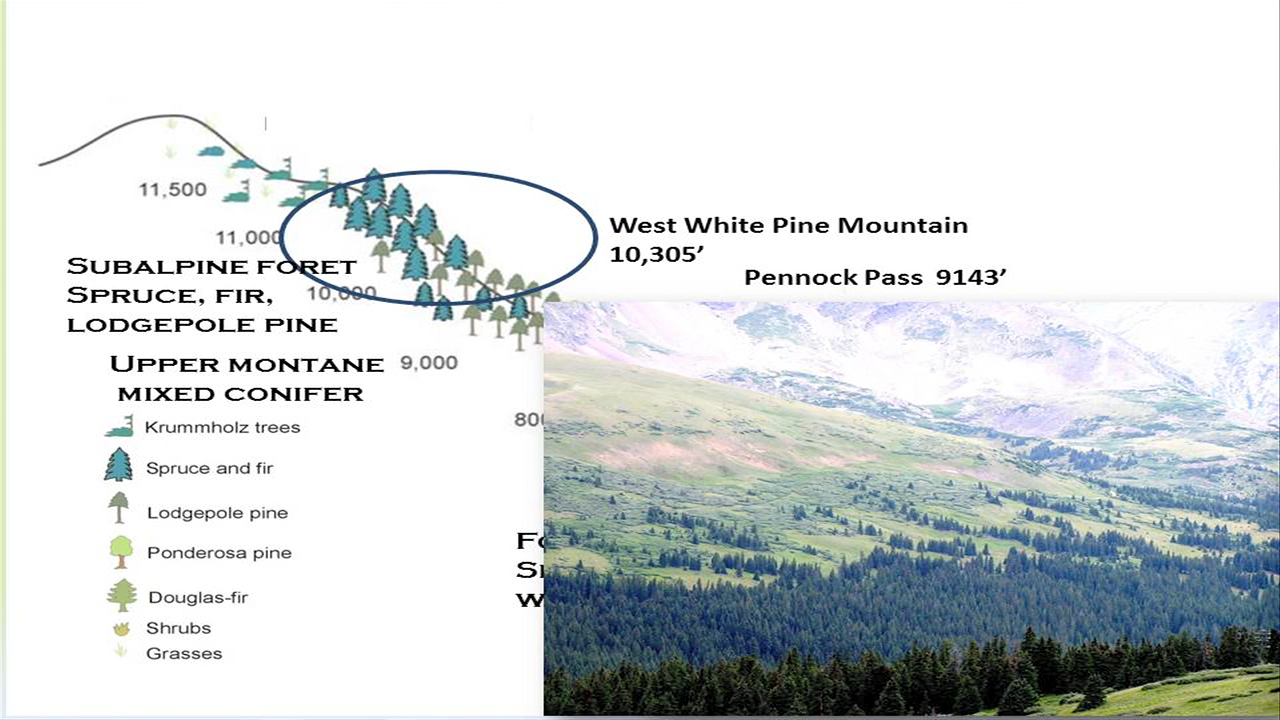 11,500
11,000
West White Pine Mountain
10,305’
Pennock Pass 9143’
SUBALPINE FORET
SPRUCE, FIR,
LODGEPOLE PINE
10,000
UPPER MONTANE
MIXED CONIFER
9,000
Krummholz trees
Spruce and fir
Lodgepole pine
Ponderosa pine
Douglas-fir
Shrubs
Grasses